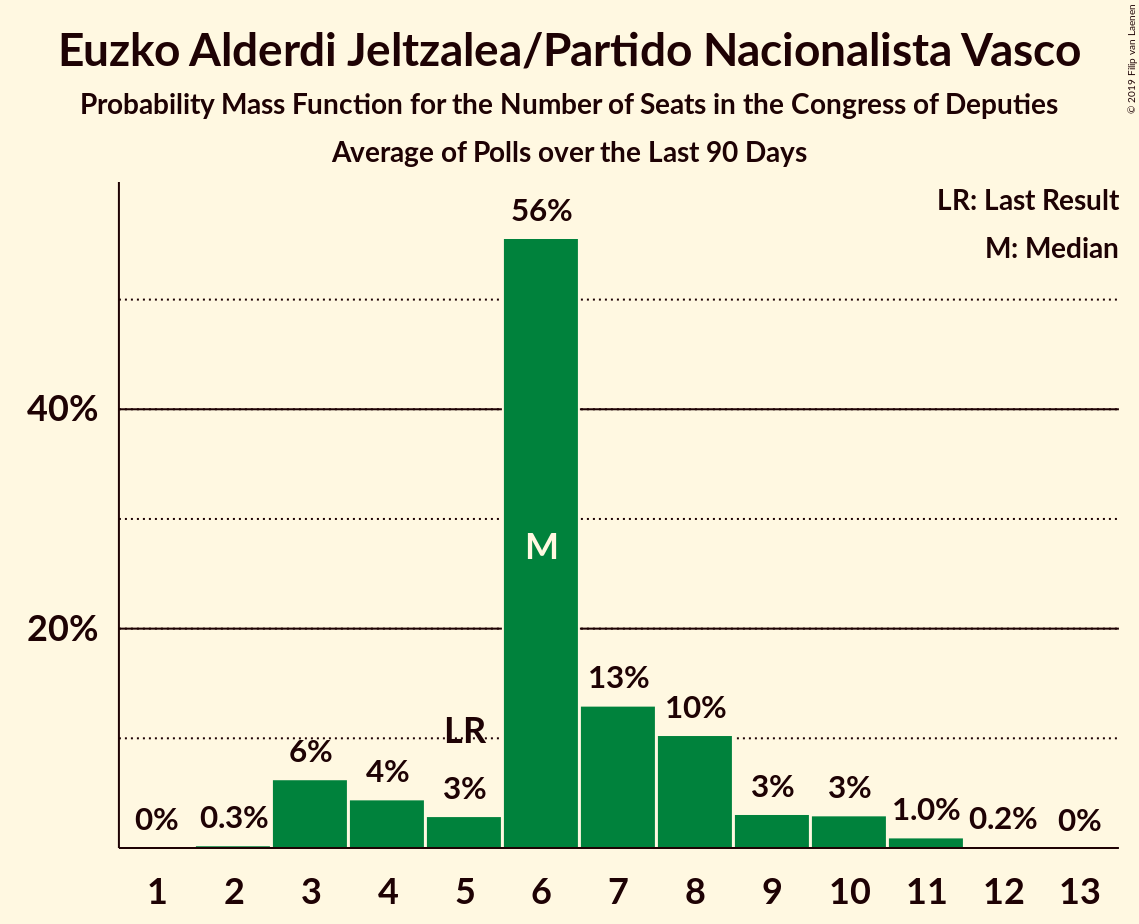 Euzko Alderdi Jeltzalea/Partido Nacionalista Vasco
Probability Mass Function for the Number of Seats in the Congress of Deputies
Average of Polls over the Last 90 Days
© 2019 Filip van Laenen
LR: Last Result
M: Median
56%
40%
M
20%
13%
10%
LR
6%
4%
3%
3%
3%
1.0%
0%
0.3%
0.2%
0%
1 2 3 4 5 6 7 8 9 10 11 12 13